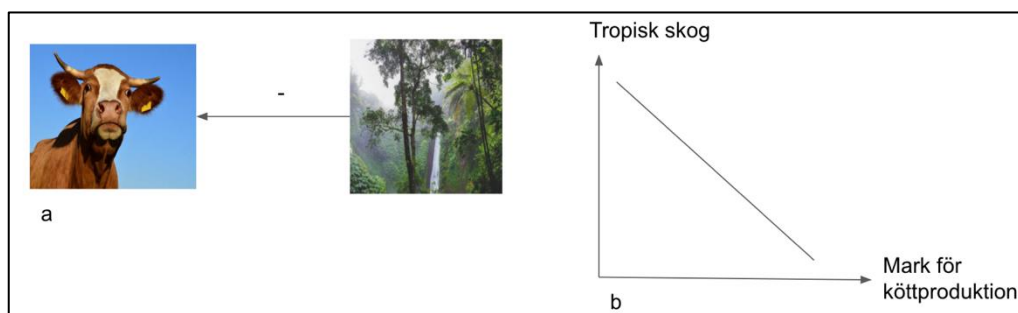 Tropisk skog
-
a
Mark för
köttproduktion
b